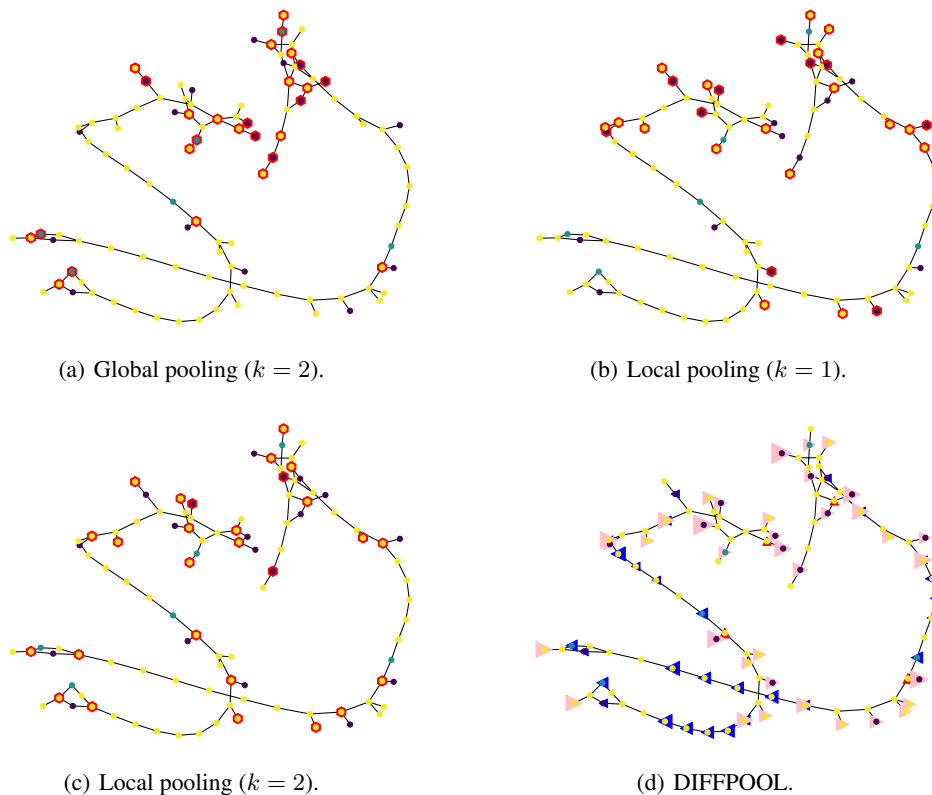 (a) Global pooling (k = 2).
(b) Local pooling (k = 1).
(c) Local pooling (k = 2).
(d) DIFFPOOL.